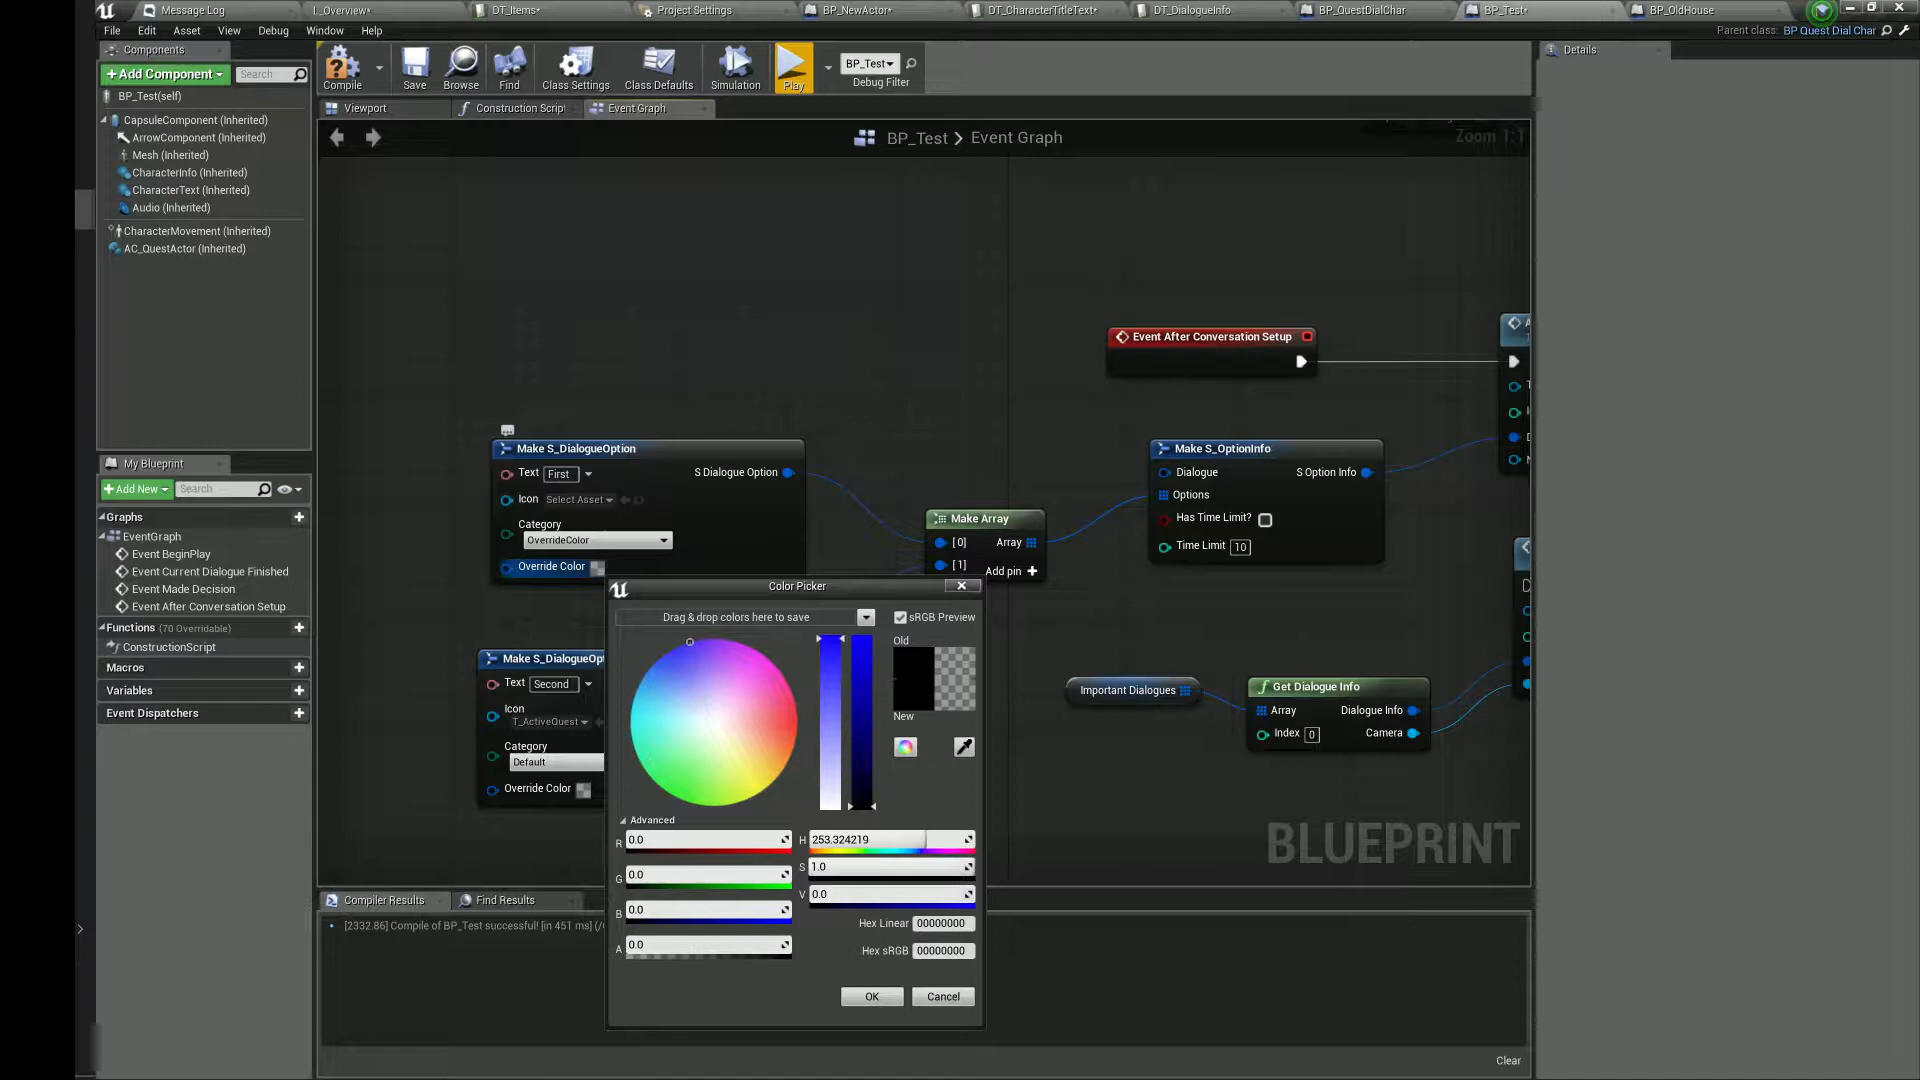 Message Log
L_Overview*
DT_Items*
Project Settings
BP_NewActor*
DT_CharacterTitleText*
DT_DialogueInfo
BP_QuestDialChar
BP_Test*
BP_OldHouse
File Edit Asset View Debug Window Help
Parent class: BP Quest Dial Char
Components
Add Component
Search
BP_Test(self)
CapsuleComponent (Inherited)
ArrowComponent (Inherited)
Mesh (Inherited)
CharacterInfo (Inherited)
CharacterText (Inherited)
Audio (Inherited)
CharacterMovement (Inherited)
AC_QuestActor (Inherited)
Compile
Save
Browse
Find
Class Settings
Class Defaults
Simulation
Play
BP_Test
Debug Filter
Details
Viewport
Construction Scrip
Event Graph
BP_Test > Event Graph
Zoom 1:1
My Blueprint
Add New
Search
Graphs
EventGraph
Event BeginPlay
Event Current Dialogue Finished
Event Made Decision
Event After Conversation Setup
Functions (70 Overridable)
ConstructionScript
Macros
Variables
Event Dispatchers
Make S_DialogueOption
Text First
S Dialogue Option
Icon Select Asset
Category
OverrideColor
Override Color
Make S_DialogueOpt
Text Second
Icon
T_ActiveQuest
Category
Default
Override Color
Make Array
[0]
Array
[1]
Add pin +
Event After Conversation Setup
Make S_OptionInfo
Dialogue
S Option Info
Options
Has Time Limit?
Time Limit 10
Important Dialogues
Get Dialogue Info
Array
Dialogue Info
Index 0
Camera
BLUEPRINT
Color Picker
Drag & drop colors here to save
sRGB Preview
Old
New
Advanced
R 0.0
G 0.0
B 0.0
A 0.0
H 253.324219
S 1.0
V 0.0
Hex Linear 00000000
Hex sRGB 00000000
OK
Cancel
Compiler Results
Find Results
[2332.86] Compile of BP_Test successful! [in 451 ms] (/
Clear